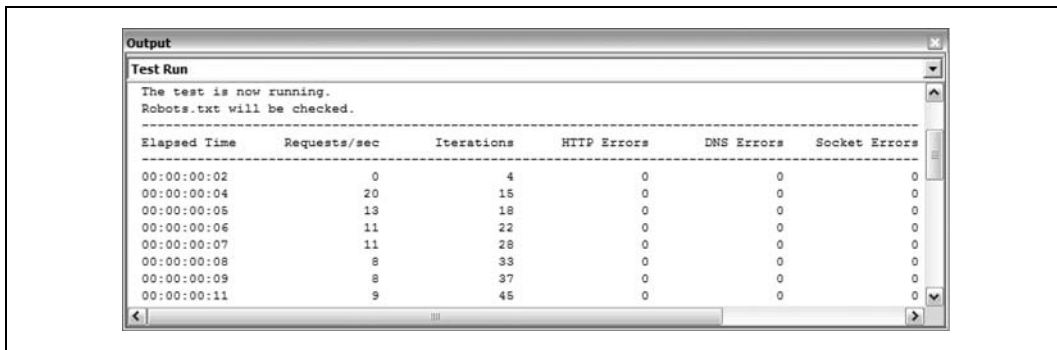 Output
Test Run
The test is now running.
Robots.txt will be checked.
Elapsed Time Requests/sec Iterations HTTP Errors DNS Errors Socket Errors
00:00:00:02 0 4 0 0 0
00:00:00:04 20 15 0 0 0
00:00:00:05 13 18 0 0 0
00:00:00:06 11 22 0 0 0
00:00:00:07 11 28 0 0 0
00:00:00:08 8 33 0 0 0
00:00:00:09 8 37 0 0 0
00:00:00:11 9 45 0 0 0